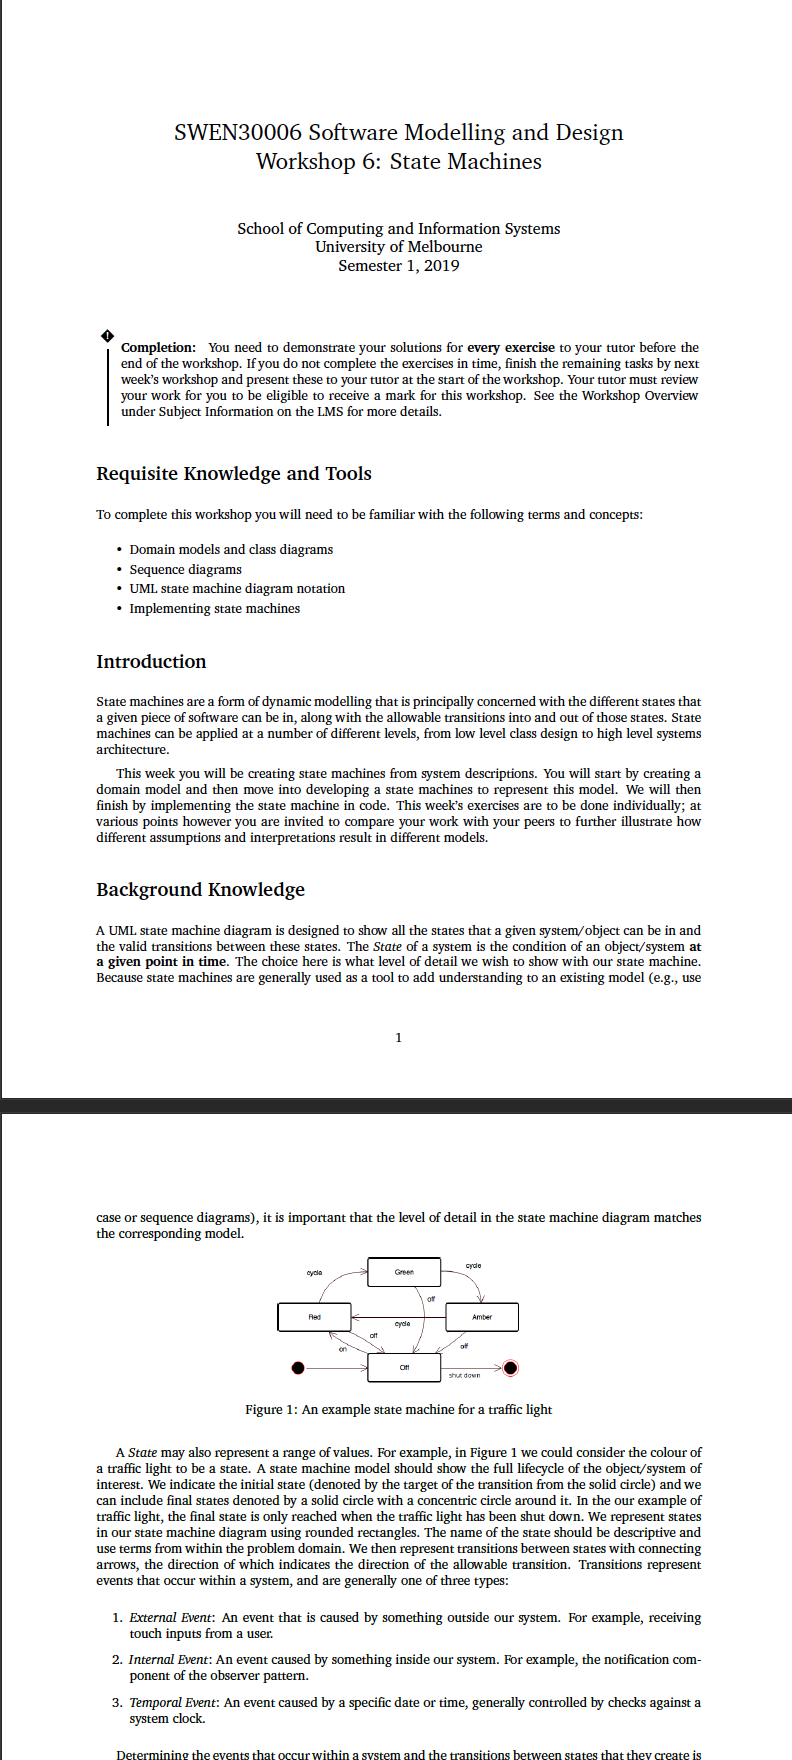 SWEN30006 Software Modelling and Design
Workshop 6: State Machines
School of Computing and Information Systems
University of Melbourne
Semester 1, 2019
Completion: You need to demonstrate your solutions for every exercise to your tutor before the
end of the workshop. If you do not complete the exercises in time, finish the remaining tasks by next
week's workshop and present these to your tutor at the start of the workshop. Your tutor must review
your work for you to be eligible to receive a mark for this workshop. See the Workshop Overview
under Subject Information on the LMS for more details.
Requisite Knowledge and Tools
To complete this workshop you will need to be familiar with the following terms and concepts:
• Domain models and class diagrams
• Sequence diagrams
• UML state machine diagram notation
• Implementing state machines
Introduction
State machines are a form of dynamic modelling that is principally concerned with the different states that
a given piece of software can be in, along with the allowable transitions into and out of those states. State
machines can be applied at a number of different levels, from low level class design to high level systems
architecture.
This week you will be creating state machines from system descriptions. You will start by creating a
domain model and then move into developing a state machines to represent this model. We will then
finish by implementing the state machine in code. This week's exercises are to be done individually; at
various points however you are invited to compare your work with your peers to further illustrate how
different assumptions and interpretations result in different models.
Background Knowledge
A UML state machine diagram is designed to show all the states that a given system/object can be in and
the valid transitions between these states. The State of a system is the condition of an object/system at
a given point in time. The choice here is what level of detail we wish to show with our state machine.
Because state machines are generally used as a tool to add understanding to an existing model (e.g., use
1
case or sequence diagrams), it is important that the level of detail in the state machine diagram matches
the corresponding model.
cycle
Green
cycle
off
Red
cycle
Amber
off
on
off
Off
shut down
Figure 1: An example state machine for a traffic light
A State may also represent a range of values. For example, in Figure 1 we could consider the colour of
a traffic light to be a state. A state machine model should show the full lifecycle of the object/system of
interest. We indicate the initial state (denoted by the target of the transition from the solid circle) and we
can include final states denoted by a solid circle with a concentric circle around it. In the our example of
traffic light, the final state is only reached when the traffic light has been shut down. We represent states
in our state machine diagram using rounded rectangles. The name of the state should be descriptive and
use terms from within the problem domain. We then represent transitions between states with connecting
arrows, the direction of which indicates the direction of the allowable transition. Transitions represent
events that occur within a system, and are generally one of three types:
1. External Event: An event that is caused by something outside our system. For example, receiving
touch inputs from a user.
2. Internal Event: An event caused by something inside our system. For example, the notification com-
ponent of the observer pattern.
3. Temporal Event: An event caused by a specific date or time, generally controlled by checks against a
system clock.
Determining the events that occur within a system and the transitions between states that they create is